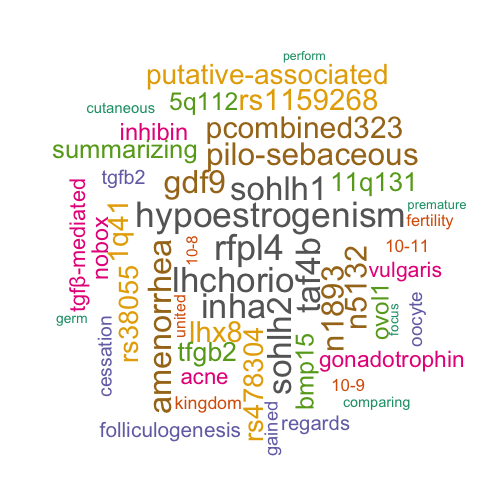 perform
putative-associated
cutaneous
5q112
rs1159268
inhibin
pcombined323
summarizing
pilo-sebaceous
tgfb2
gdf9
sohlh1
11q131
tgfβ-mediated
nobox
1q41
hypoestrogenism
premature
fertility
rfpl4
10-8
10-11
germ
rs38055
amenorrhea
united
lhchorio
taf4b
n1893
n5132
ovol1
focus
oocyte
vulgaris
inha2
lhx8
tfgb2
cessation
acne
rs478304
sohlh2
bmp15
gonadotrophin
10-9
kingdom
gained
comparing
folliculogenesis
regards